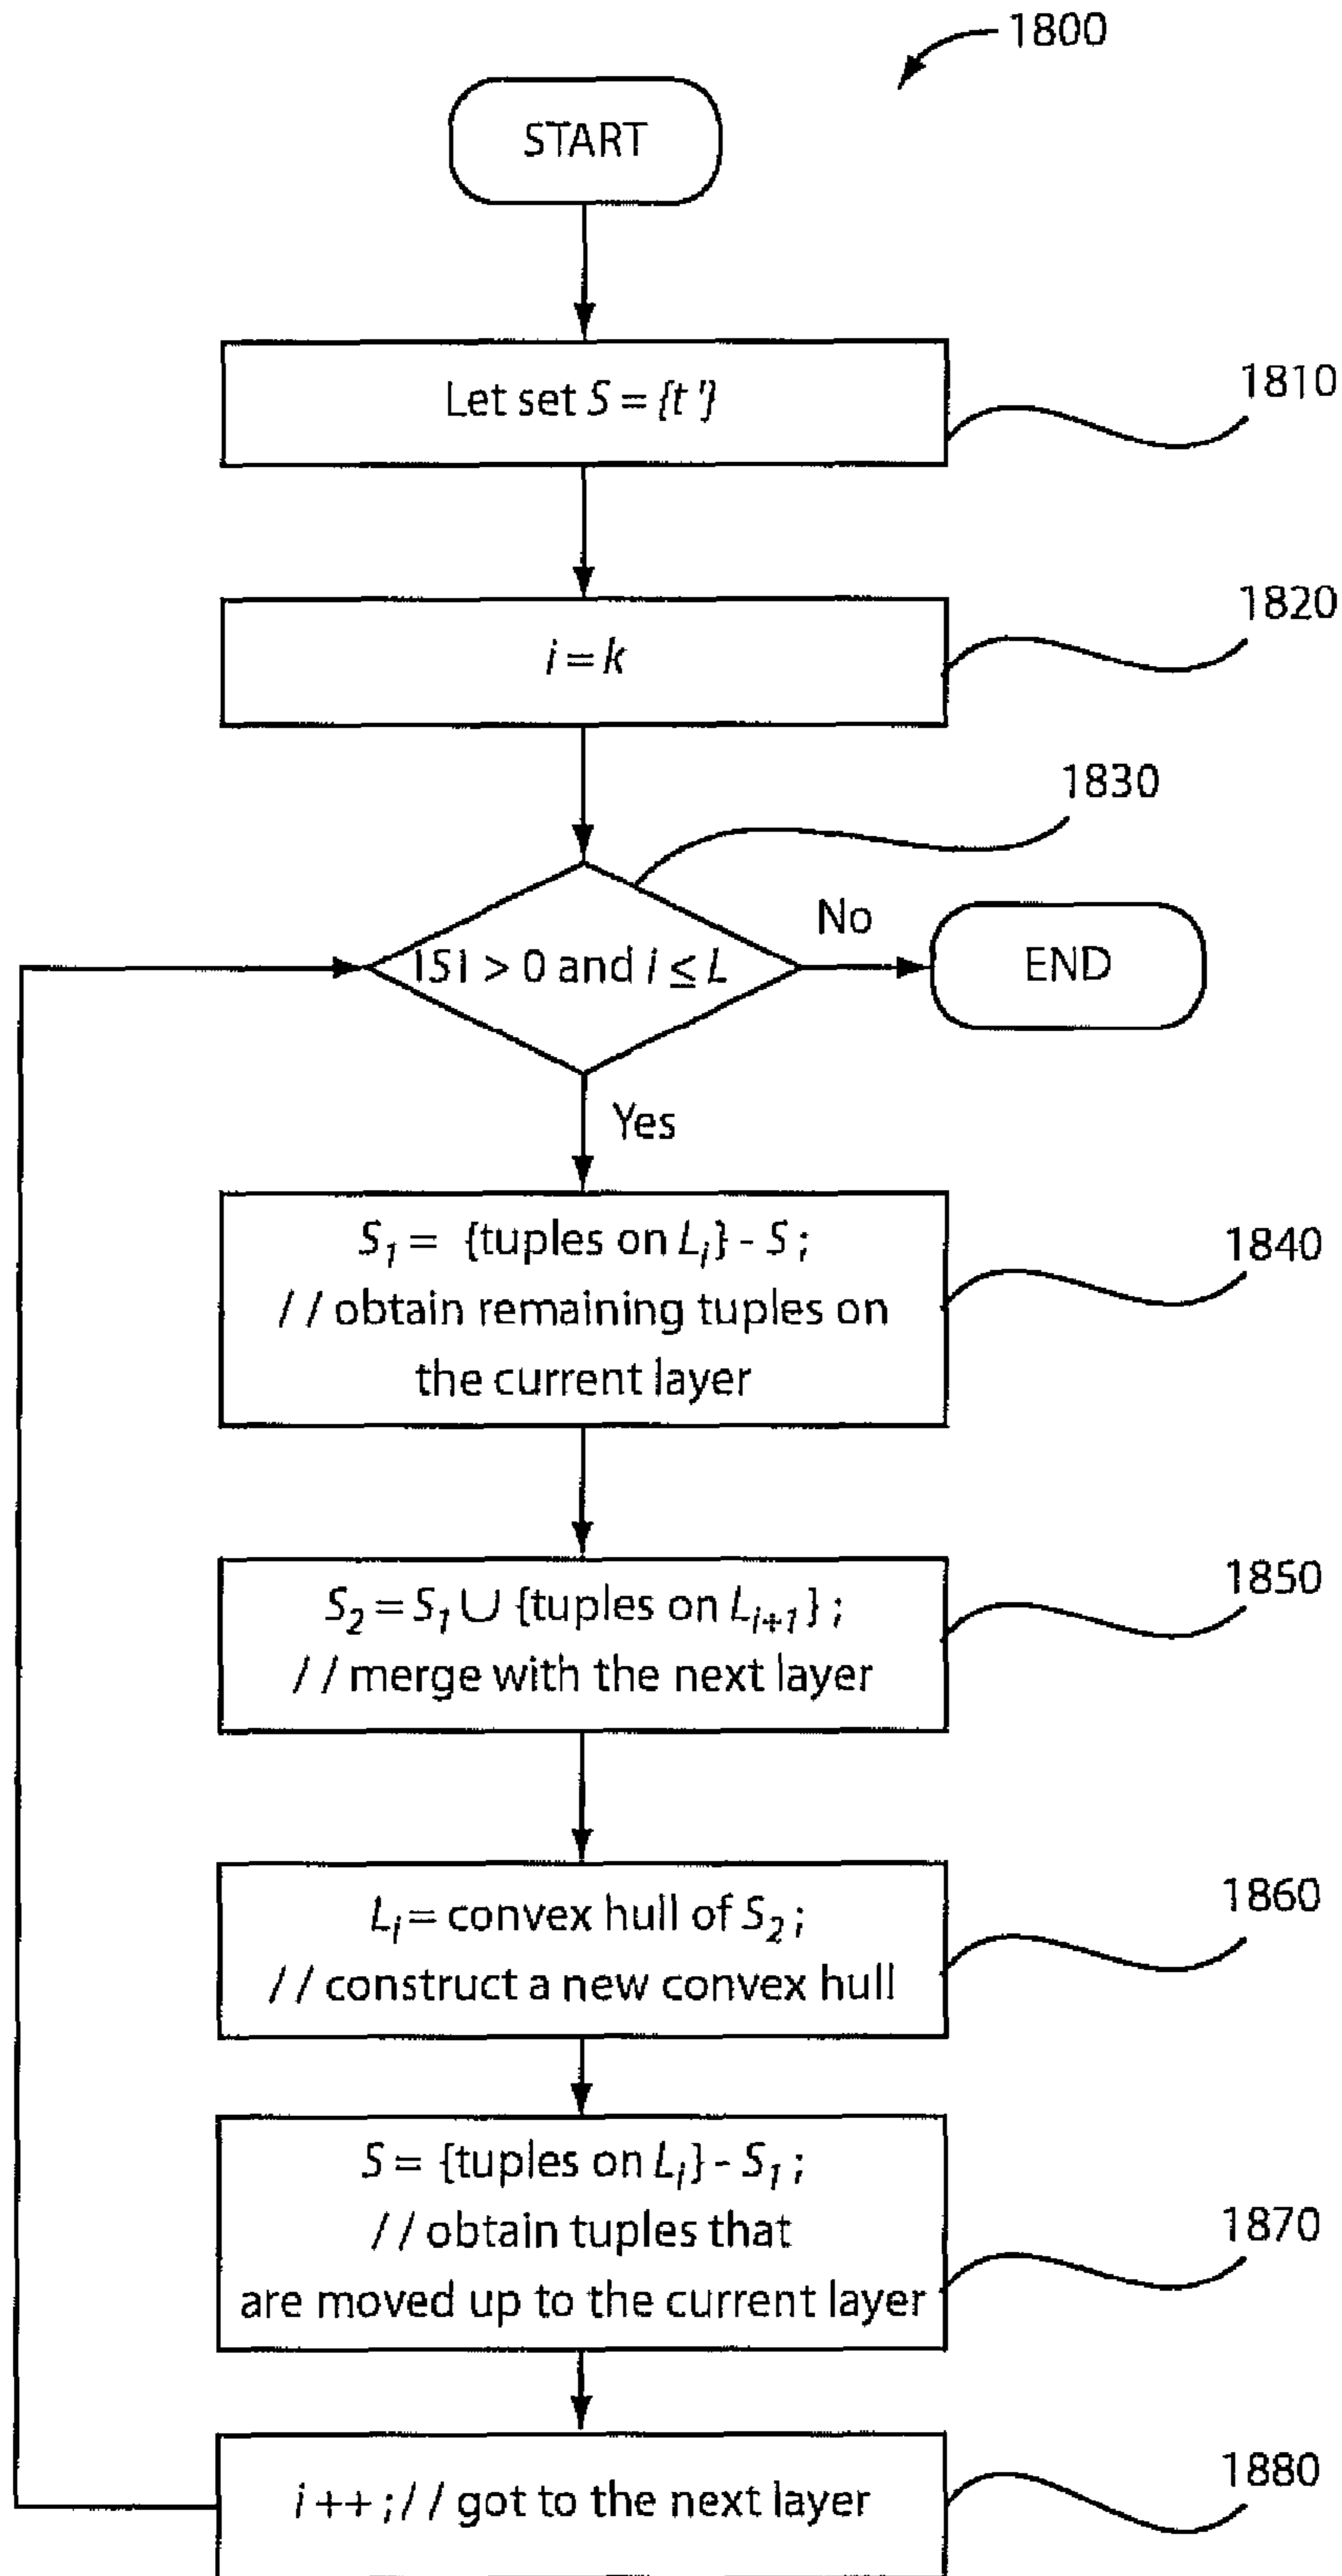 1800
START
Let set S = {t'}
1810
i = k
1820
1830
|S| > 0 and i ≤ L
No
END
Yes
S₁ = {tuples on Lᵢ} - S ;
// obtain remaining tuples on
the current layer
1840
S₂ = S₁ ∪ {tuples on Lᵢ₊₁} ;
// merge with the next layer
1850
Lᵢ = convex hull of S₂ ;
// construct a new convex hull
1860
S = {tuples on Lᵢ} - S₁ ;
// obtain tuples that
are moved up to the current layer
1870
i ++ ; // got to the next layer
1880